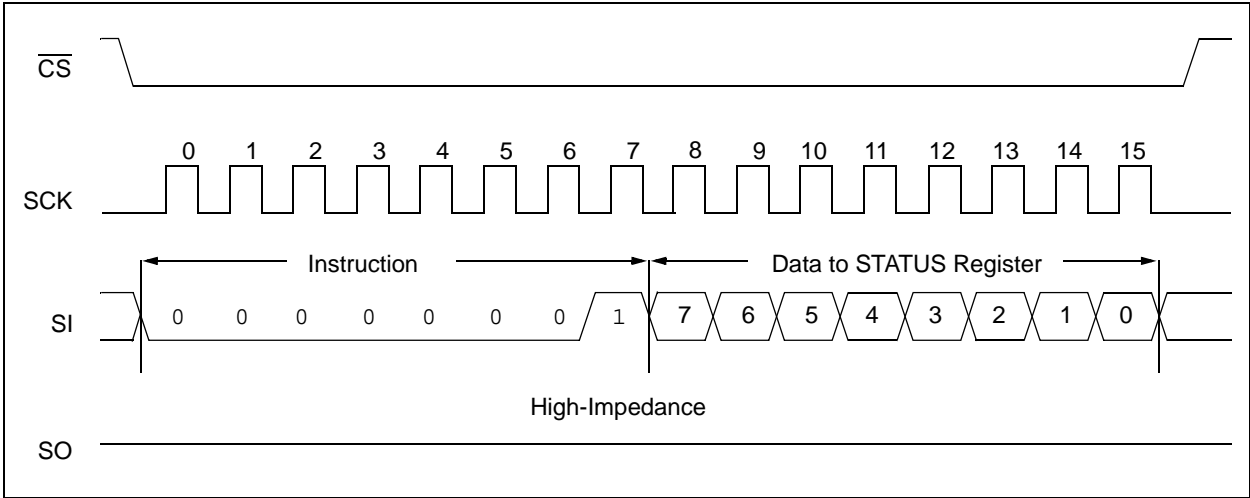 CS
0 1 2 3 4 5 6 7 8 9 10 11 12 13 14 15
SCK
Instruction Data to STATUS Register
SI 0 0 0 0 0 0 0 1 7 6 5 4 3 2 1 0
High-Impedance
SO